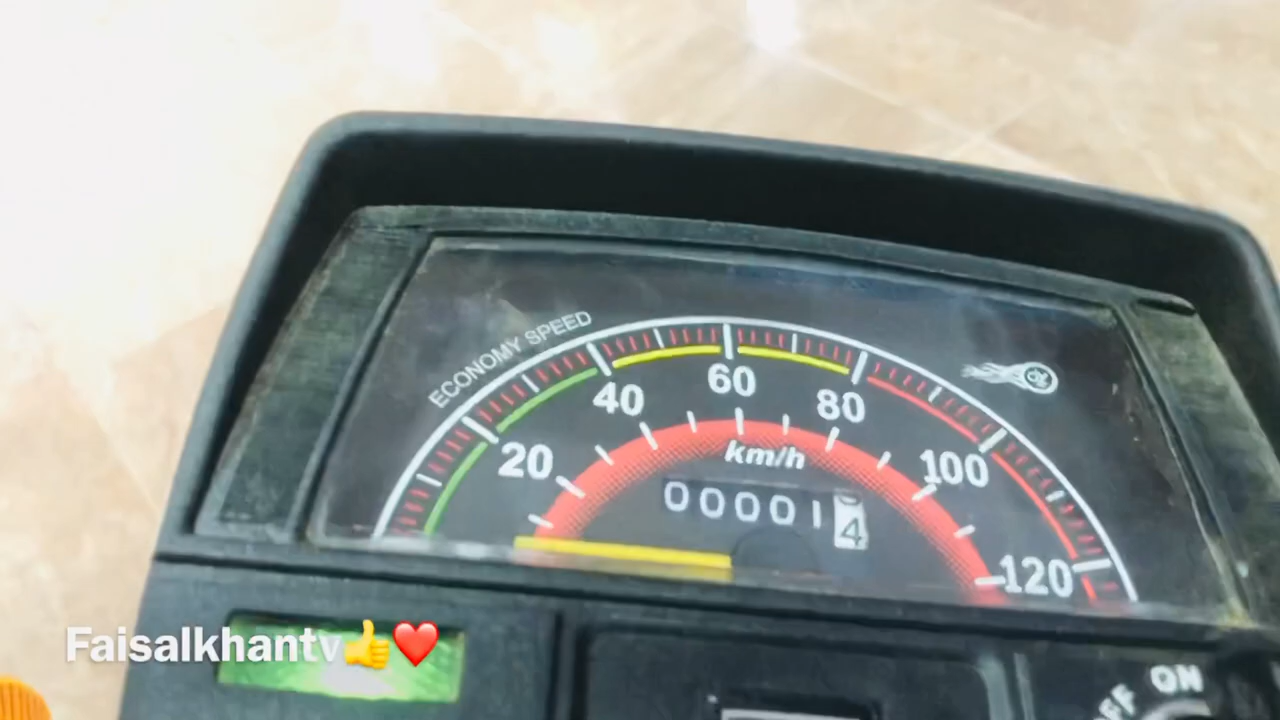 ECONOMY SPEED
20 40 60 80 100 120
km/h
000014
Faisalkhantv👍❤️
OFF ON